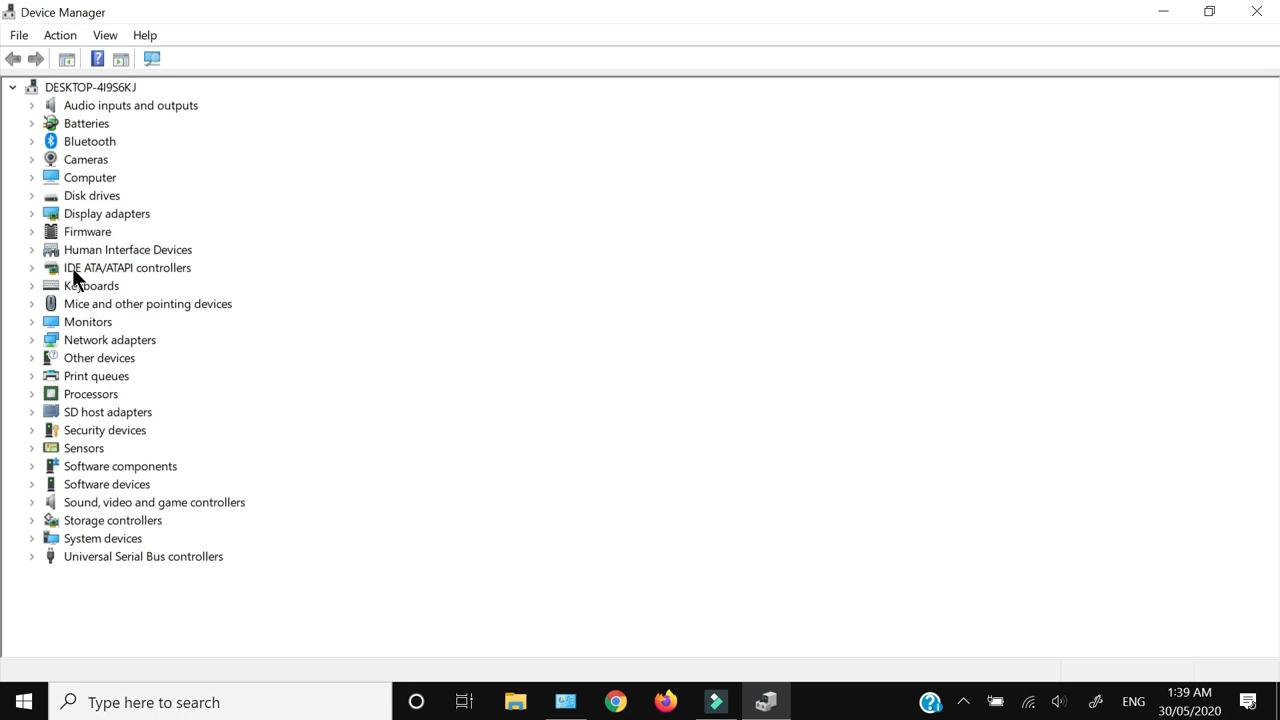 Device Manager
File Action View Help
DESKTOP-4I9S6KJ
Audio inputs and outputs
Batteries
Bluetooth
Cameras
Computer
Disk drives
Display adapters
Firmware
Human Interface Devices
IDE ATA/ATAPI controllers
Keyboards
Mice and other pointing devices
Monitors
Network adapters
Other devices
Print queues
Processors
SD host adapters
Security devices
Sensors
Software components
Software devices
Sound, video and game controllers
Storage controllers
System devices
Universal Serial Bus controllers
Type here to search
ENG
1:39 AM
30/05/2020